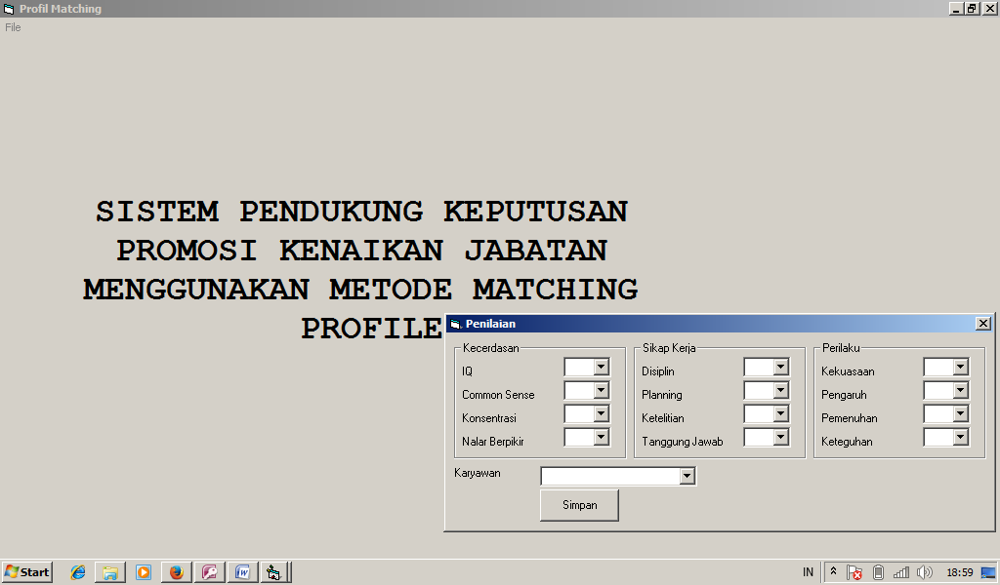 Profil Matching
File
SISTEM PENDUKUNG KEPUTUSAN
PROMOSI KENAIKAN JABATAN
MENGGUNAKAN METODE MATCHING
PROFILE
Penilaian
Kecerdasan
IQ
Common Sense
Konsentrasi
Nalar Berpikir
Sikap Kerja
Disiplin
Planning
Ketelitian
Tanggung Jawab
Perilaku
Kekuasaan
Pengaruh
Pemenuhan
Keteguhan
Karyawan
Simpan
Start
IN
18:59